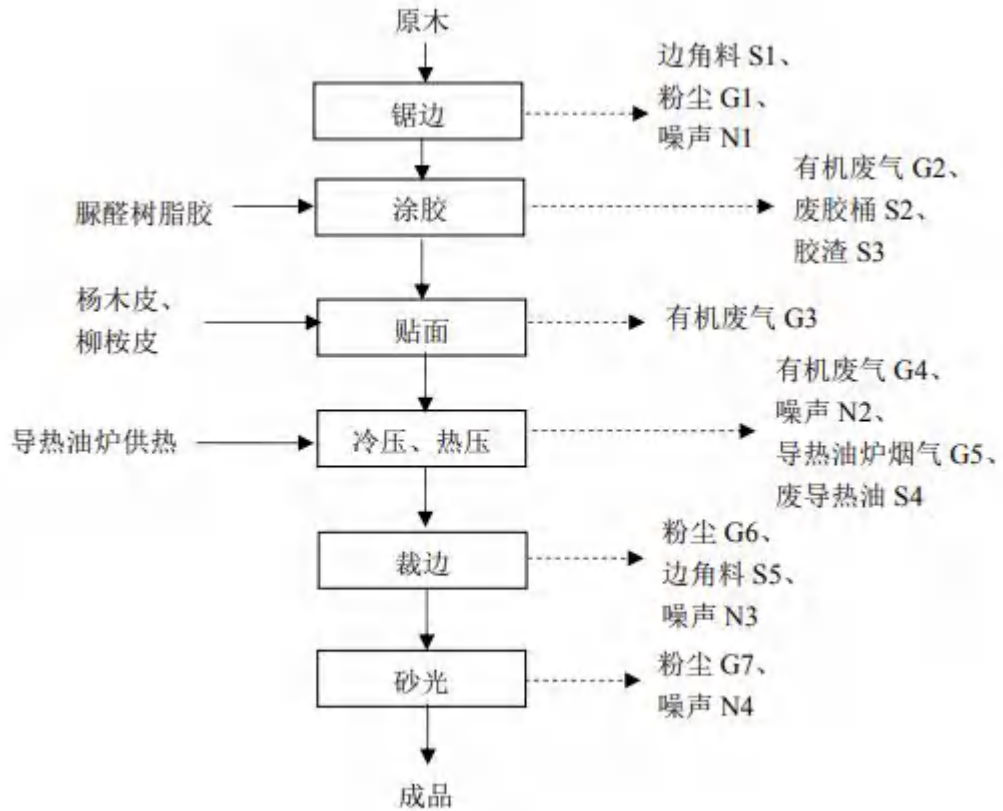 原木
锯边
边角料 S1、
粉尘 G1、
噪声 N1
脲醛树脂胶
涂胶
有机废气 G2、
废胶桶 S2、
胶渣 S3
杨木皮、
柳桉皮
贴面
有机废气 G3
导热油炉供热
冷压、热压
有机废气 G4、
噪声 N2、
导热油炉烟气 G5、
废导热油 S4
裁边
粉尘 G6、
边角料 S5、
噪声 N3
砂光
粉尘 G7、
噪声 N4
成品